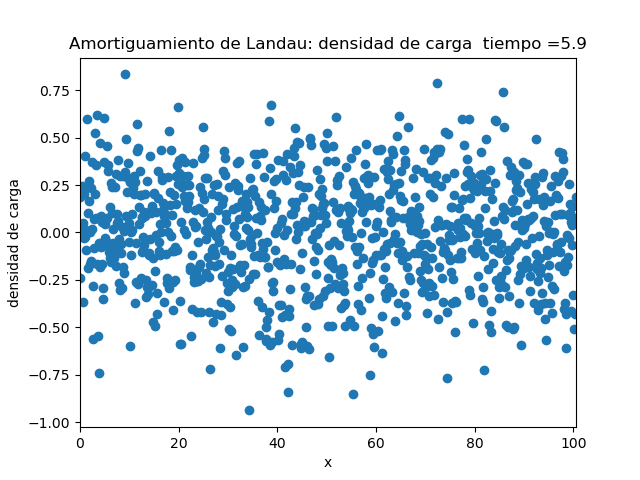 Amortiguamiento de Landau: densidad de carga  tiempo =5.9
densidad de carga
0.75
0.50
0.25
0.00
−0.25
−0.50
−0.75
−1.00
0 20 40 60 80 100
x